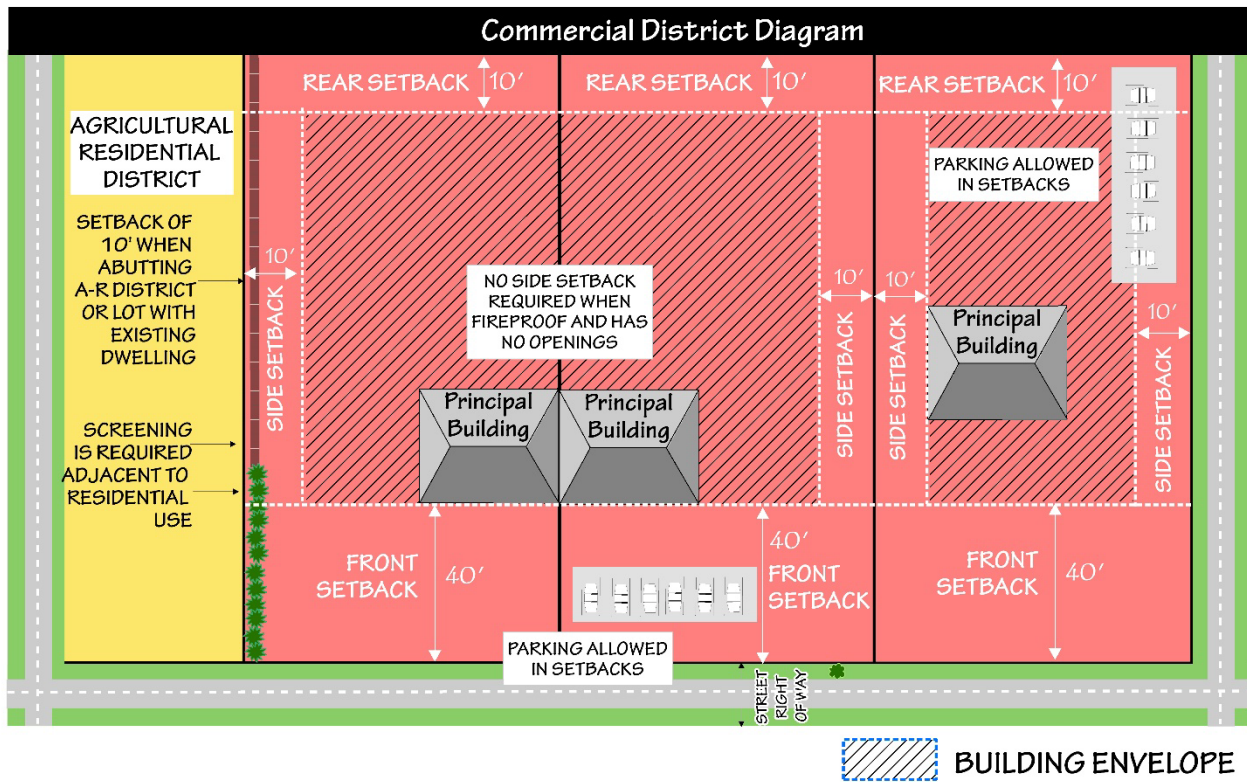 Commercial District Diagram
REAR SETBACK
10'
REAR SETBACK
10'
REAR SETBACK
10'
AGRICULTURAL
RESIDENTIAL
DISTRICT
SETBACK OF
10' WHEN
ABUTTING
A-R DISTRICT
OR LOT WITH
EXISTING
DWELLING
SCREENING
IS REQUIRED
ADJACENT TO
RESIDENTIAL
USE
10'
SIDE SETBACK
NO SIDE SETBACK
REQUIRED WHEN
FIREPROOF AND HAS
NO OPENINGS
Principal
Building
Principal
Building
10'
SIDE SETBACK
10'
SIDE SETBACK
PARKING ALLOWED
IN SETBACKS
Principal
Building
10'
SIDE SETBACK
FRONT
SETBACK
40'
40'
FRONT
SETBACK
FRONT
SETBACK
40'
PARKING ALLOWED
IN SETBACKS
STREET
RIGHT
OF WAY
BUILDING ENVELOPE